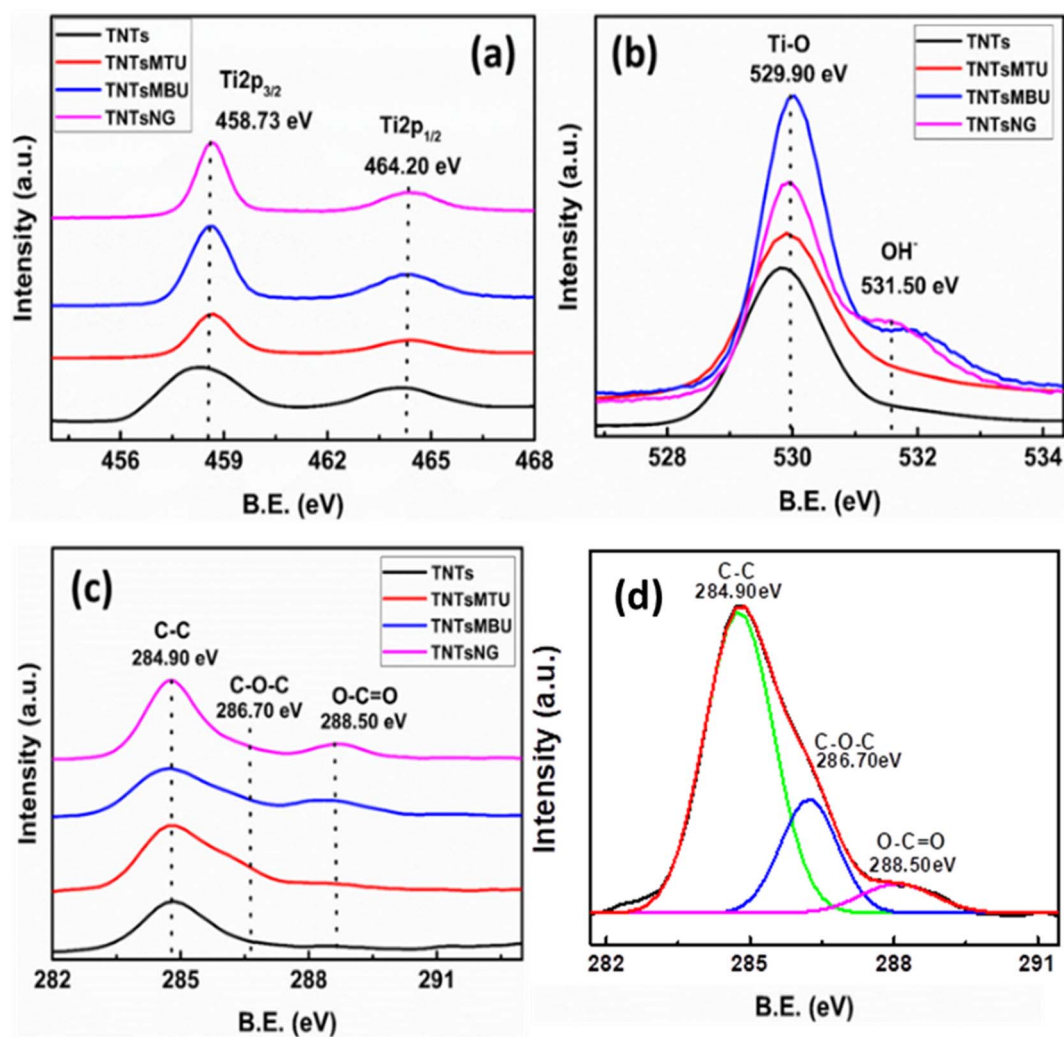 TNTs
TNTsMTU
TNTsMBU
TNTsNG
(a)
Ti2p3/2
458.73 eV
Ti2p1/2
464.20 eV
Intensity (a.u.)
456 459 462 465 468
B.E. (eV)
(b)
Ti-O
529.90 eV
TNTs
TNTsMTU
TNTsMBU
TNTsNG
OH-
531.50 eV
Intensity (a.u.)
528 530 532 534
B.E. (eV)
(c)
TNTs
TNTsMTU
TNTsMBU
TNTsNG
C-C
284.90 eV
C-O-C
286.70 eV
O-C=O
288.50 eV
Intensity (a.u.)
282 285 288 291
B.E. (eV)
(d)
C-C
284.90eV
C-O-C
286.70eV
O-C=O
288.50eV
Intensity (a.u.)
282 285 288 291
B.E. (eV)